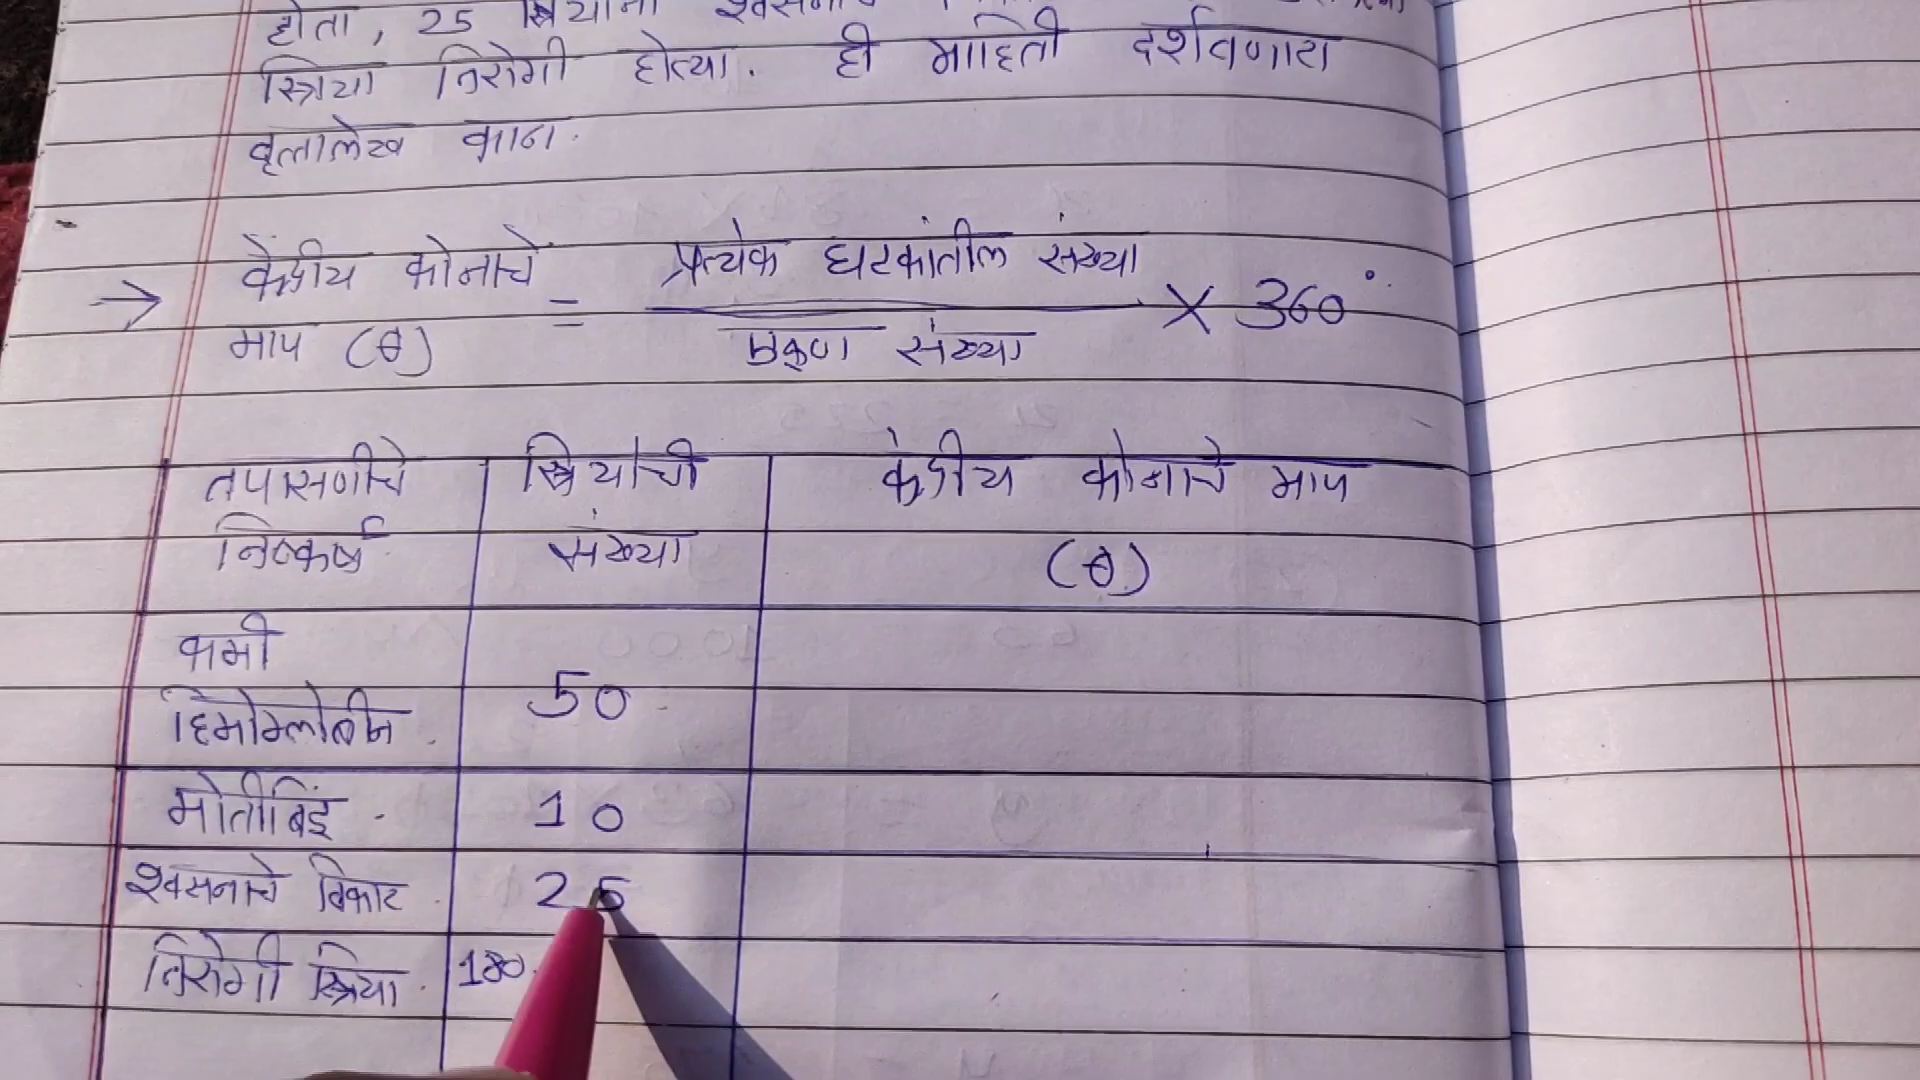 होता, 25 स्त्रियांना श्वसनाचे
स्त्रिया निरोगी होत्या. ही माहिती दर्शवणारा
वृत्तालेख काढा.
→ केंद्रीय कोनाचे माप (θ) = प्रत्येक घटकांतील संख्या / एकूण संख्या × 360°
तपासणीचे निष्कर्ष स्त्रियांची संख्या केंद्रीय कोनाचे माप (θ)
कमी हिमोग्लोबीन. 50
मोतीबिंदू. 10
श्वसनाचे विकार. 25
निरोगी स्त्रिया. 180.